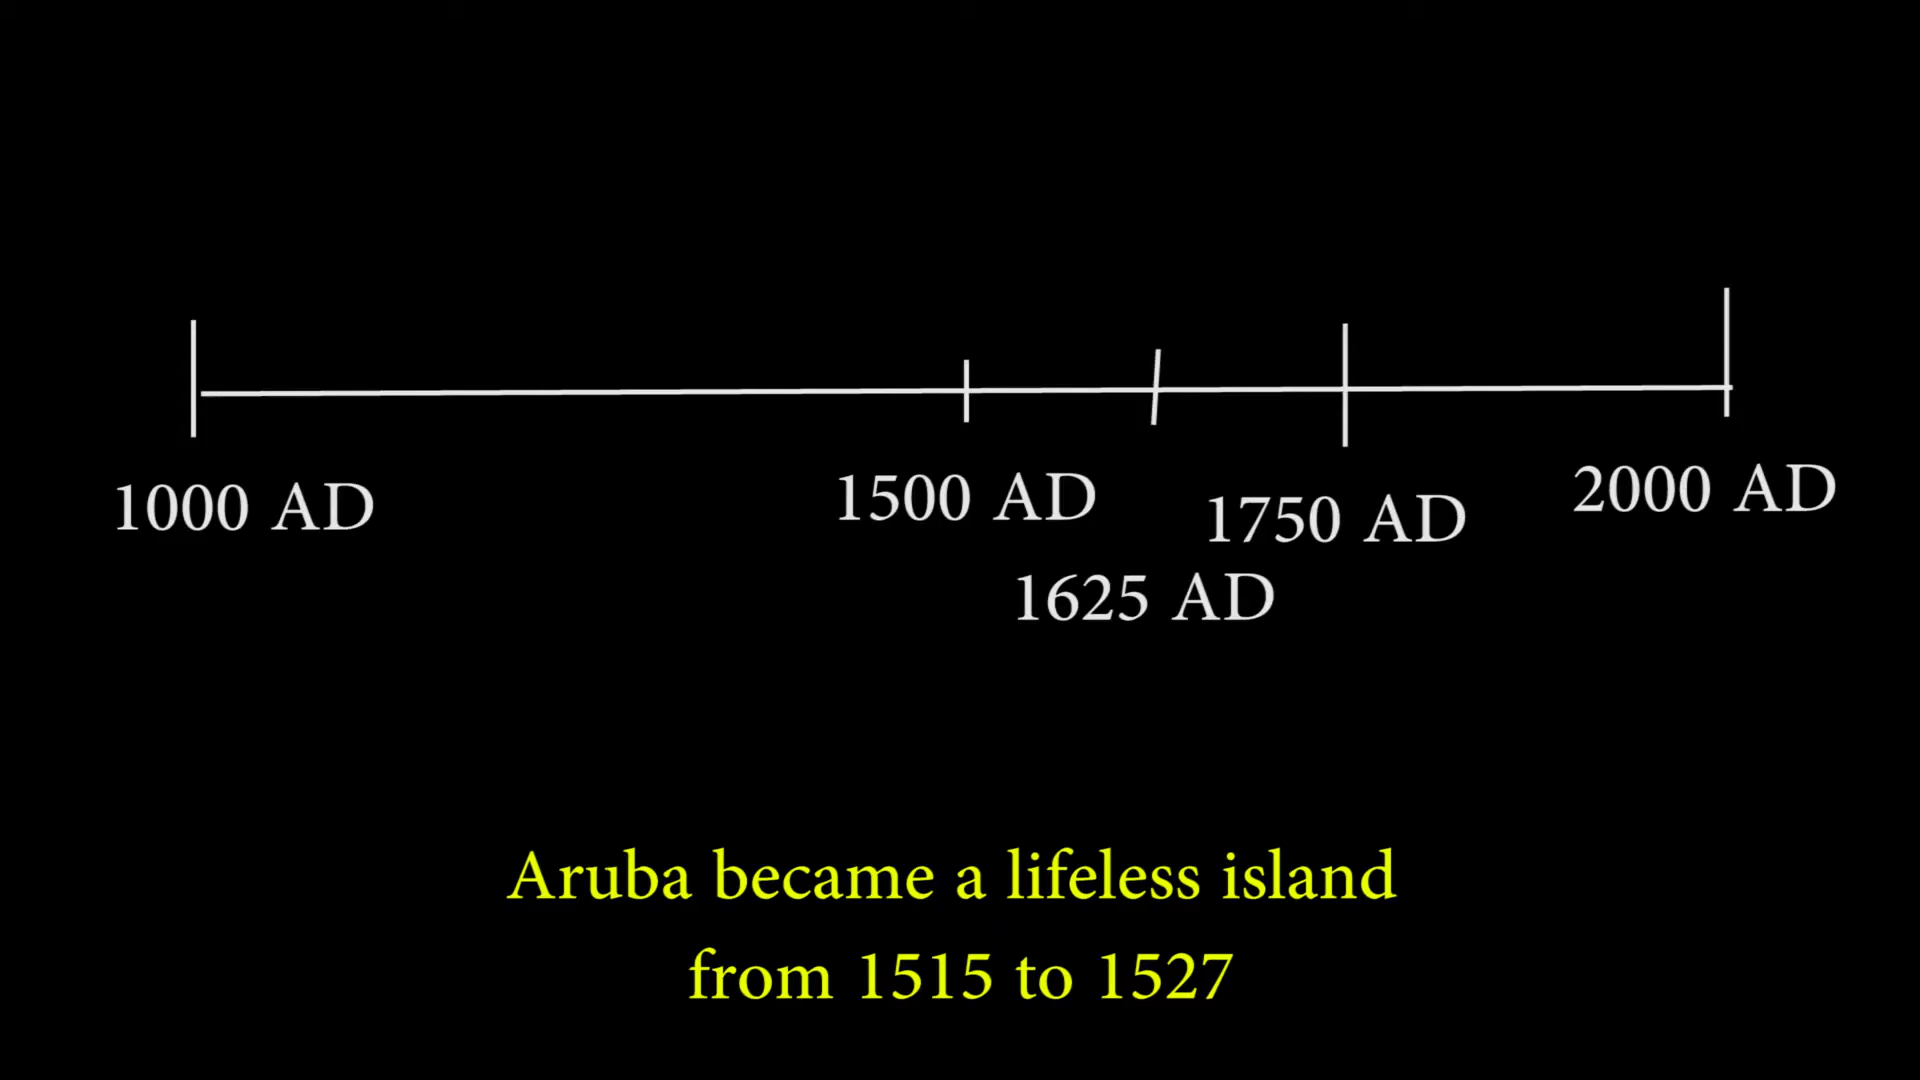 1000 AD
1500 AD
1750 AD
2000 AD
1625 AD
Aruba became a lifeless island
from 1515 to 1527